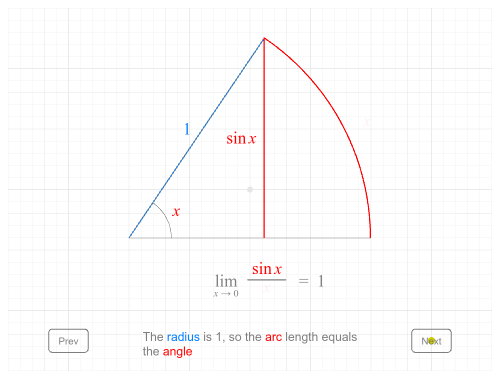 1
sin x
x
lim x → 0 sin x = 1
Prev
The radius is 1, so the arc length equals
the angle
Next